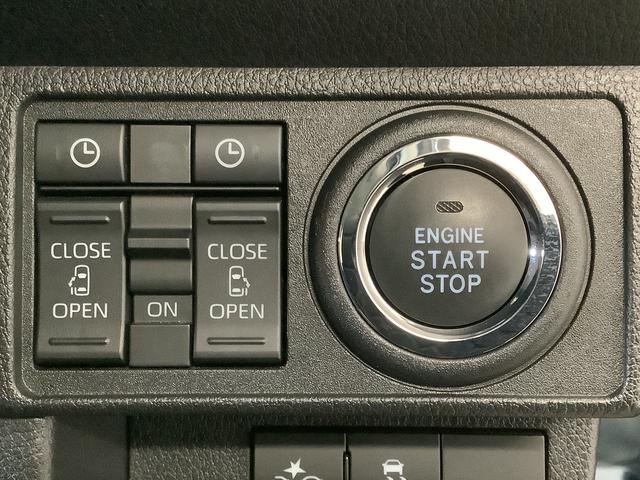 CLOSE
OPEN
ON
CLOSE
OPEN
ENGINE
START
STOP